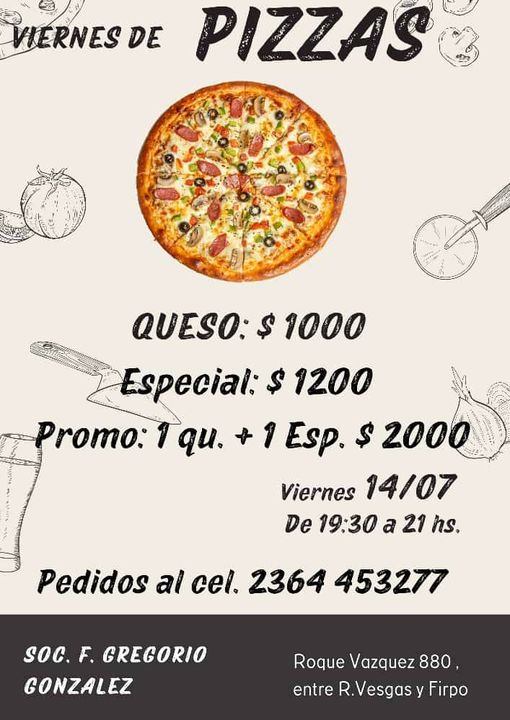 VIERNES DE PIZZAS
QUESO: $ 1000
Especial: $ 1200
Promo: 1 qu. + 1 Esp. $ 2000
Viernes 14/07
De 19:30 a 21 hs.
Pedidos al cel. 2364 453277
SOC. F. GREGORIO
GONZALEZ
Roque Vazquez 880 ,
entre R.Vesgas y Firpo